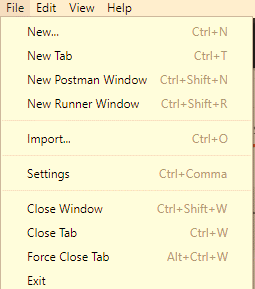 File Edit View Help
New... Ctrl+N
New Tab Ctrl+T
New Postman Window Ctrl+Shift+N
New Runner Window Ctrl+Shift+R
Import... Ctrl+O
Settings Ctrl+Comma
Close Window Ctrl+Shift+W
Close Tab Ctrl+W
Force Close Tab Alt+Ctrl+W
Exit